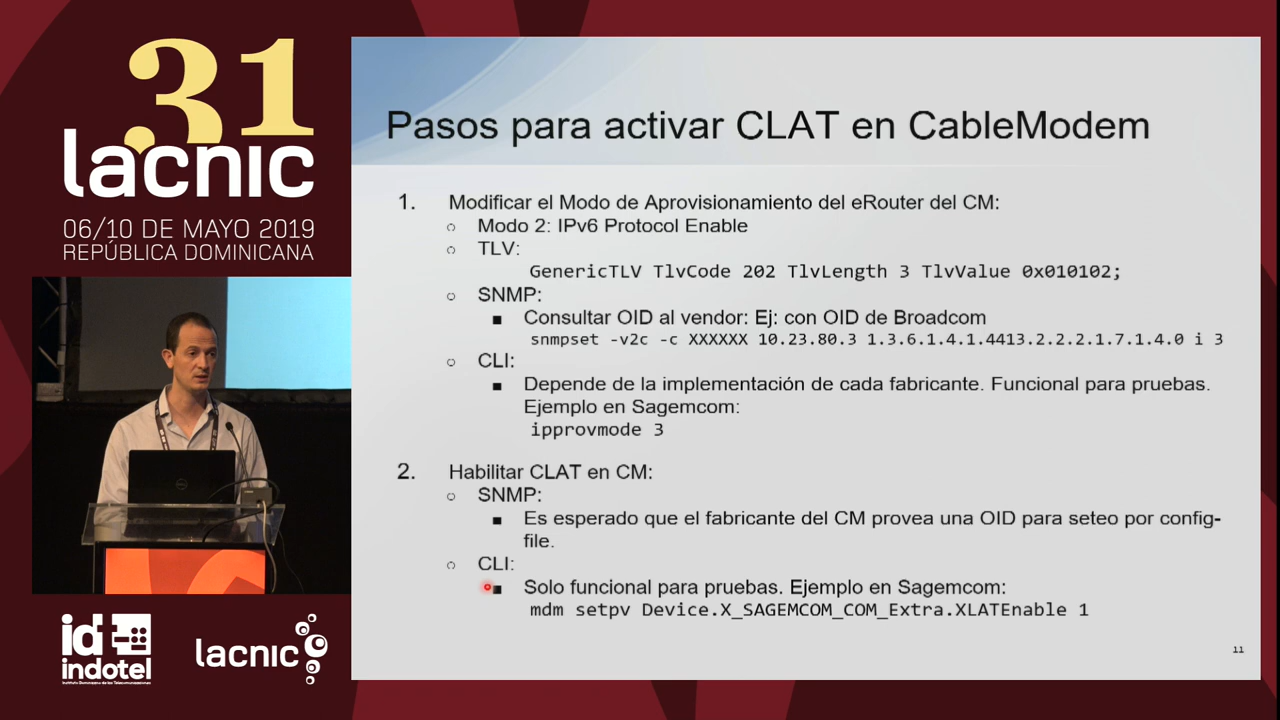 31
lacnic
06/10 DE MAYO 2019
REPÚBLICA DOMINICANA
Pasos para activar CLAT en CableModem
1. Modificar el Modo de Aprovisionamiento del eRouter del CM:
○ Modo 2: IPv6 Protocol Enable
○ TLV:
GenericTLV TlvCode 202 TlvLength 3 TlvValue 0x010102;
○ SNMP:
■ Consultar OID al vendor: Ej: con OID de Broadcom
snmpset -v2c -c XXXXXX 10.23.80.3 1.3.6.1.4.1.4413.2.2.2.1.7.1.4.0 i 3
○ CLI:
■ Depende de la implementación de cada fabricante. Funcional para pruebas.
Ejemplo en Sagemcom:
ipprovmode 3
2. Habilitar CLAT en CM:
○ SNMP:
■ Es esperado que el fabricante del CM provea una OID para seteo por config-
file.
○ CLI:
■ Solo funcional para pruebas. Ejemplo en Sagemcom:
mdm setpv Device.X_SAGEMCOM_COM_Extra.XLATEnable 1
11
id
indotel
Instituto Dominicano de las Telecomunicaciones
lacnic